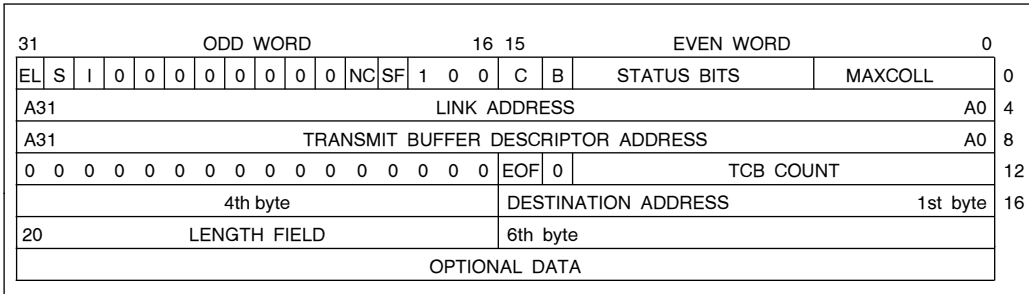 31 ODD WORD 16 15 EVEN WORD 0
EL S I 0 0 0 0 0 0 0 0 NC SF 1 0 0 C B STATUS BITS MAXCOLL 0
A31 LINK ADDRESS A0 4
A31 TRANSMIT BUFFER DESCRIPTOR ADDRESS A0 8
0 0 0 0 0 0 0 0 0 0 0 0 0 0 0 0 EOF 0 TCB COUNT 12
4th byte DESTINATION ADDRESS 1st byte 16
20 LENGTH FIELD 6th byte
OPTIONAL DATA